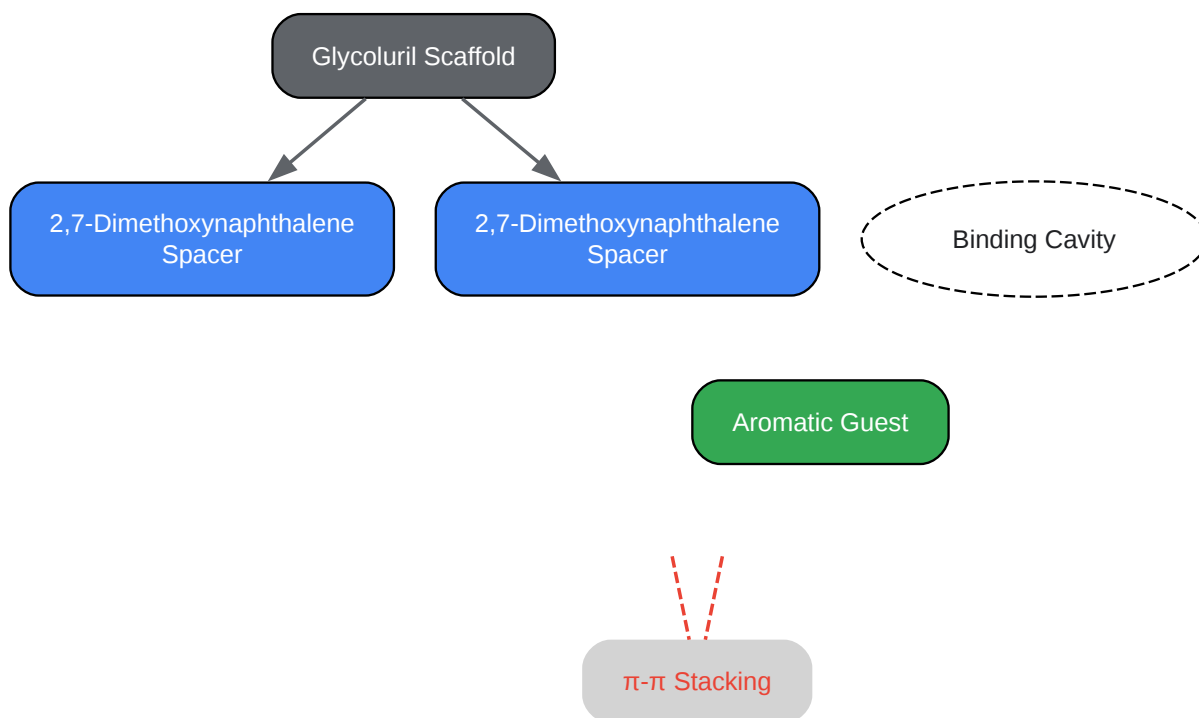 Glycoluril Scaffold
2,7-Dimethoxynaphthalene
Spacer
2,7-Dimethoxynaphthalene
Spacer
Binding Cavity
Aromatic Guest
π-π Stacking